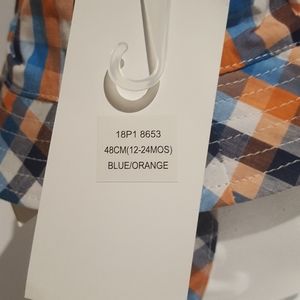 18P1 8653
48CM(12-24MOS)
BLUE/ORANGE